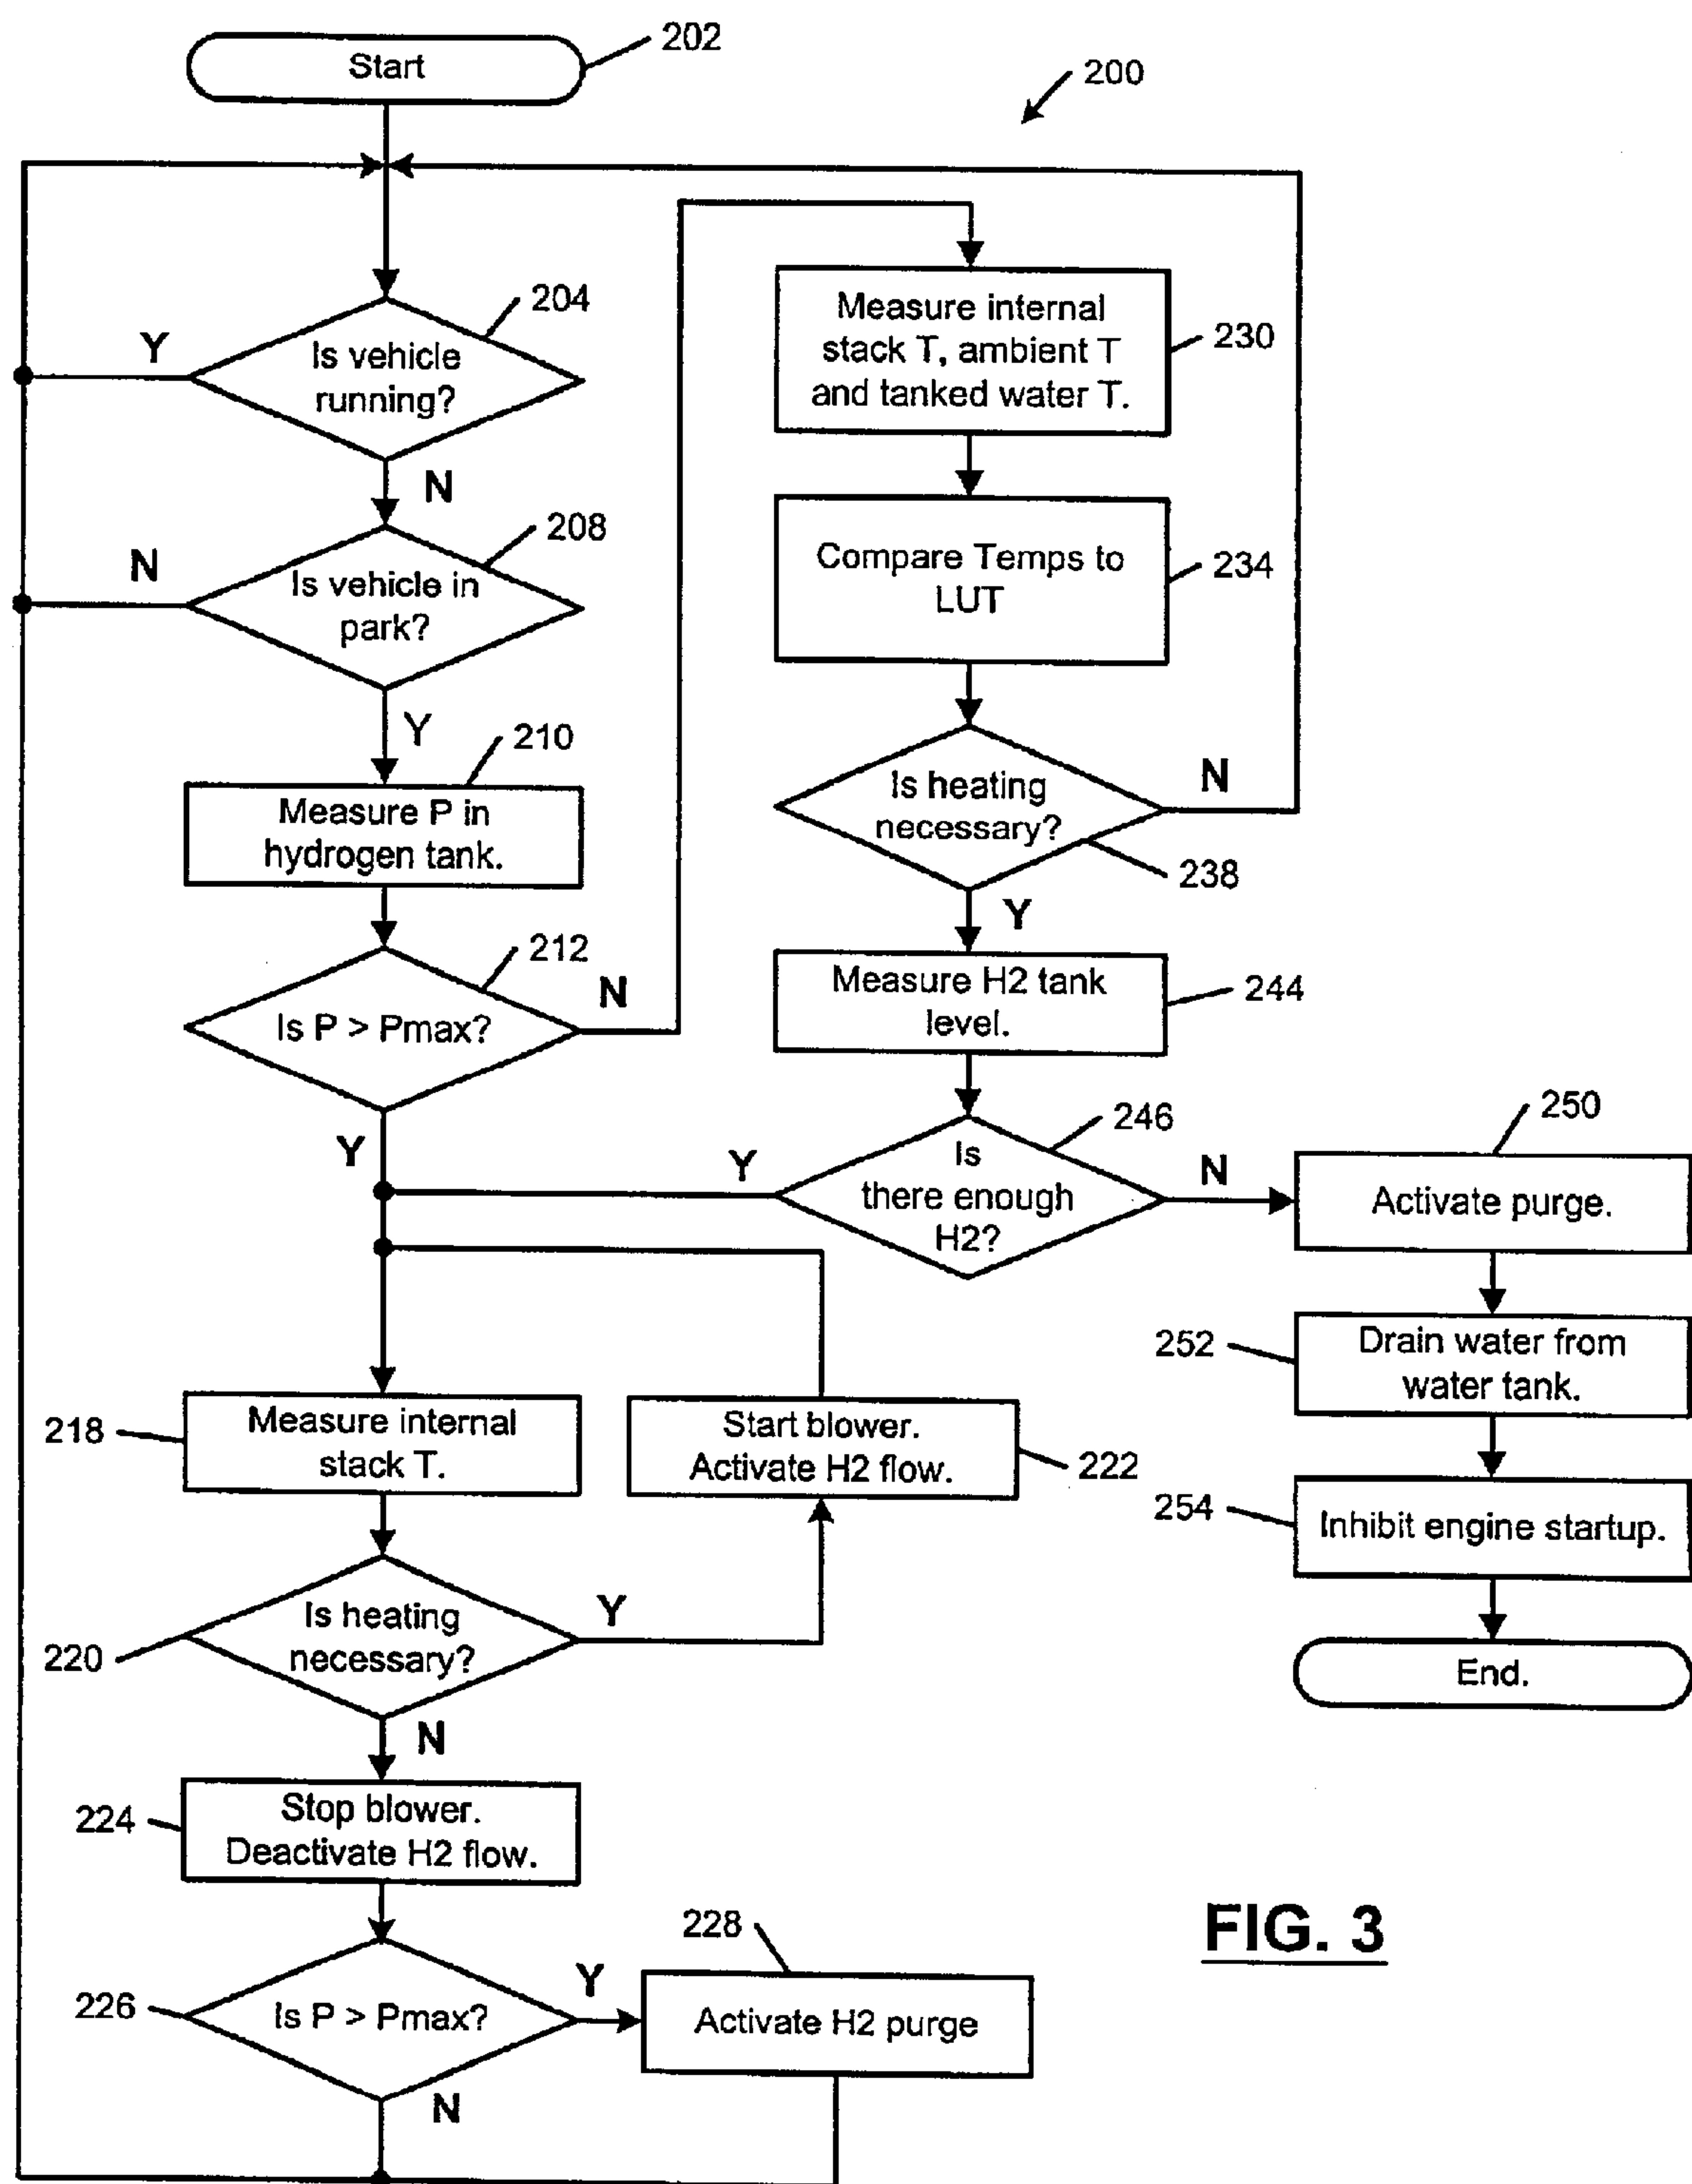 Start
202
200
Is vehicle
running?
204
Y
N
Is vehicle in
park?
208
N
Y
210
Measure P in
hydrogen tank.
212
Is P > Pmax?
N
Y
Measure internal
stack T, ambient T
and tanked water T.
230
Compare Temps to
LUT
234
Is heating
necessary?
N
238
Y
Measure H2 tank
level.
244
246
Is
there enough
H2?
Y
N
250
Activate purge.
252
Drain water from
water tank.
254
Inhibit engine startup.
End.
218
Measure internal
stack T.
Start blower.
Activate H2 flow.
222
Is heating
necessary?
220
Y
N
224
Stop blower.
Deactivate H2 flow.
226
Is P > Pmax?
Y
228
Activate H2 purge
N
FIG. 3